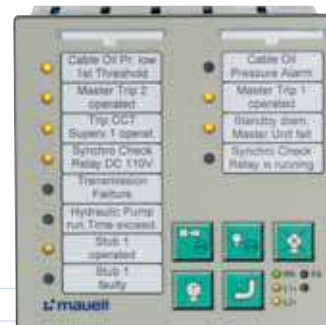 Cable Oil Pr. low
1st Threshold
Master Trip 2
operated
Trip CCT
Superv. 1 operat.
Synchro Check
Relay DC 110V
Transmission
Failture
Hydraulic Pump
run.Time exceed.
Stub 1
operated
Stub 1
faulty
mauell
Cable Oil
Pressure Alarm
Master Trip 1
operated
Standby diam.
Master Unit fail
Synchro Check
Relay is running